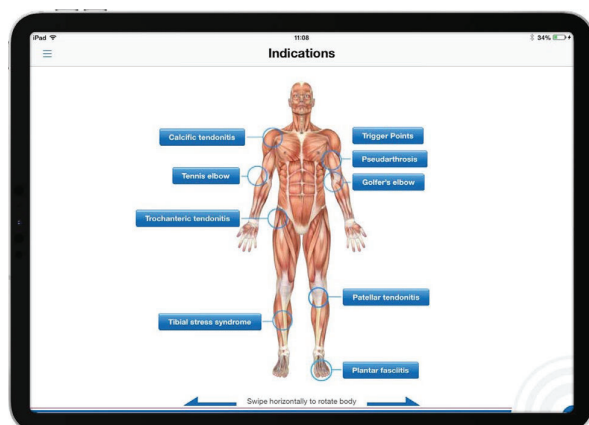 iPad
11:08
34%
Indications
Calcific tendonitis
Trigger Points
Pseudarthrosis
Tennis elbow
Golfer's elbow
Trochanteric tendonitis
Patellar tendonitis
Tibial stress syndrome
Plantar fasciitis
Swipe horizontally to rotate body